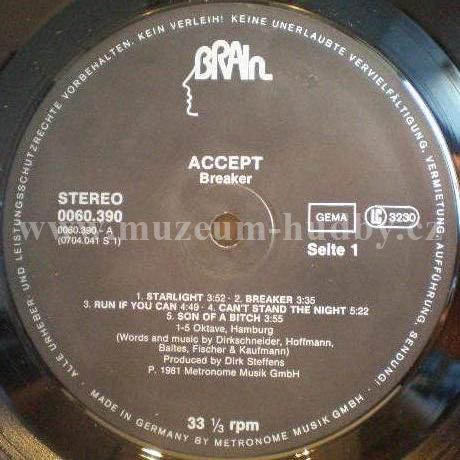 ALLE URHEBER UND LEISTUNGSSCHUTZRECHTE VORBEHALTEN. KEIN VERLEIH! KEINE UNERLAUBTE VERVIELFÄLTIGUNG, VERMIETUNG, AUFFÜHRUNG, SENDUNG!
BRAIN
ACCEPT
Breaker
STEREO
0060.390
0060.390 - A
(0704.041 S 1)
GEMA
LC 3230
Seite 1
www.muzeum-hudby.cz
1. STARLIGHT 3:52 · 2. BREAKER 3:35
3. RUN IF YOU CAN 4:49 · 4. CAN'T STAND THE NIGHT 5:22
5. SON OF A BITCH 3:55
1-5 Oktave, Hamburg
(Words and music by Dirkschneider, Hoffmann,
Baltes, Fischer & Kaufmann)
Produced by Dirk Steffens
P. 1981 Metronome Musik GmbH
33 ⅓ rpm
MADE IN GERMANY BY METRONOME MUSIK GMBH ·